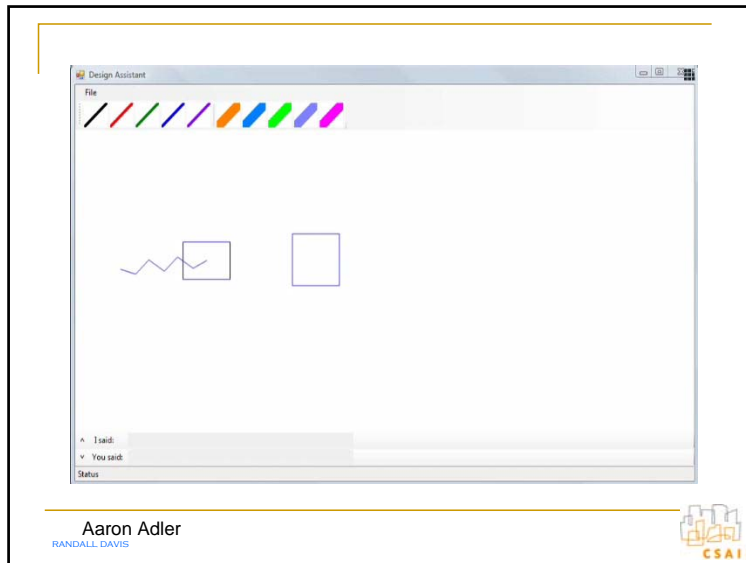 Design Assistant
File
I said:
You said:
Status
Aaron Adler
RANDALL DAVIS
CSAI